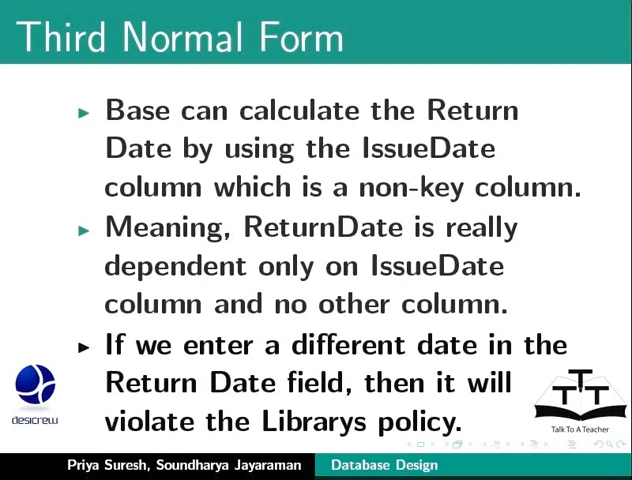 Third Normal Form
Base can calculate the Return
Date by using the IssueDate
column which is a non-key column.
Meaning, ReturnDate is really
dependent only on IssueDate
column and no other column.
If we enter a different date in the
Return Date field, then it will
violate the Librarys policy.
desicrew
TTT
Talk To A Teacher
Priya Suresh, Soundharya Jayaraman
Database Design